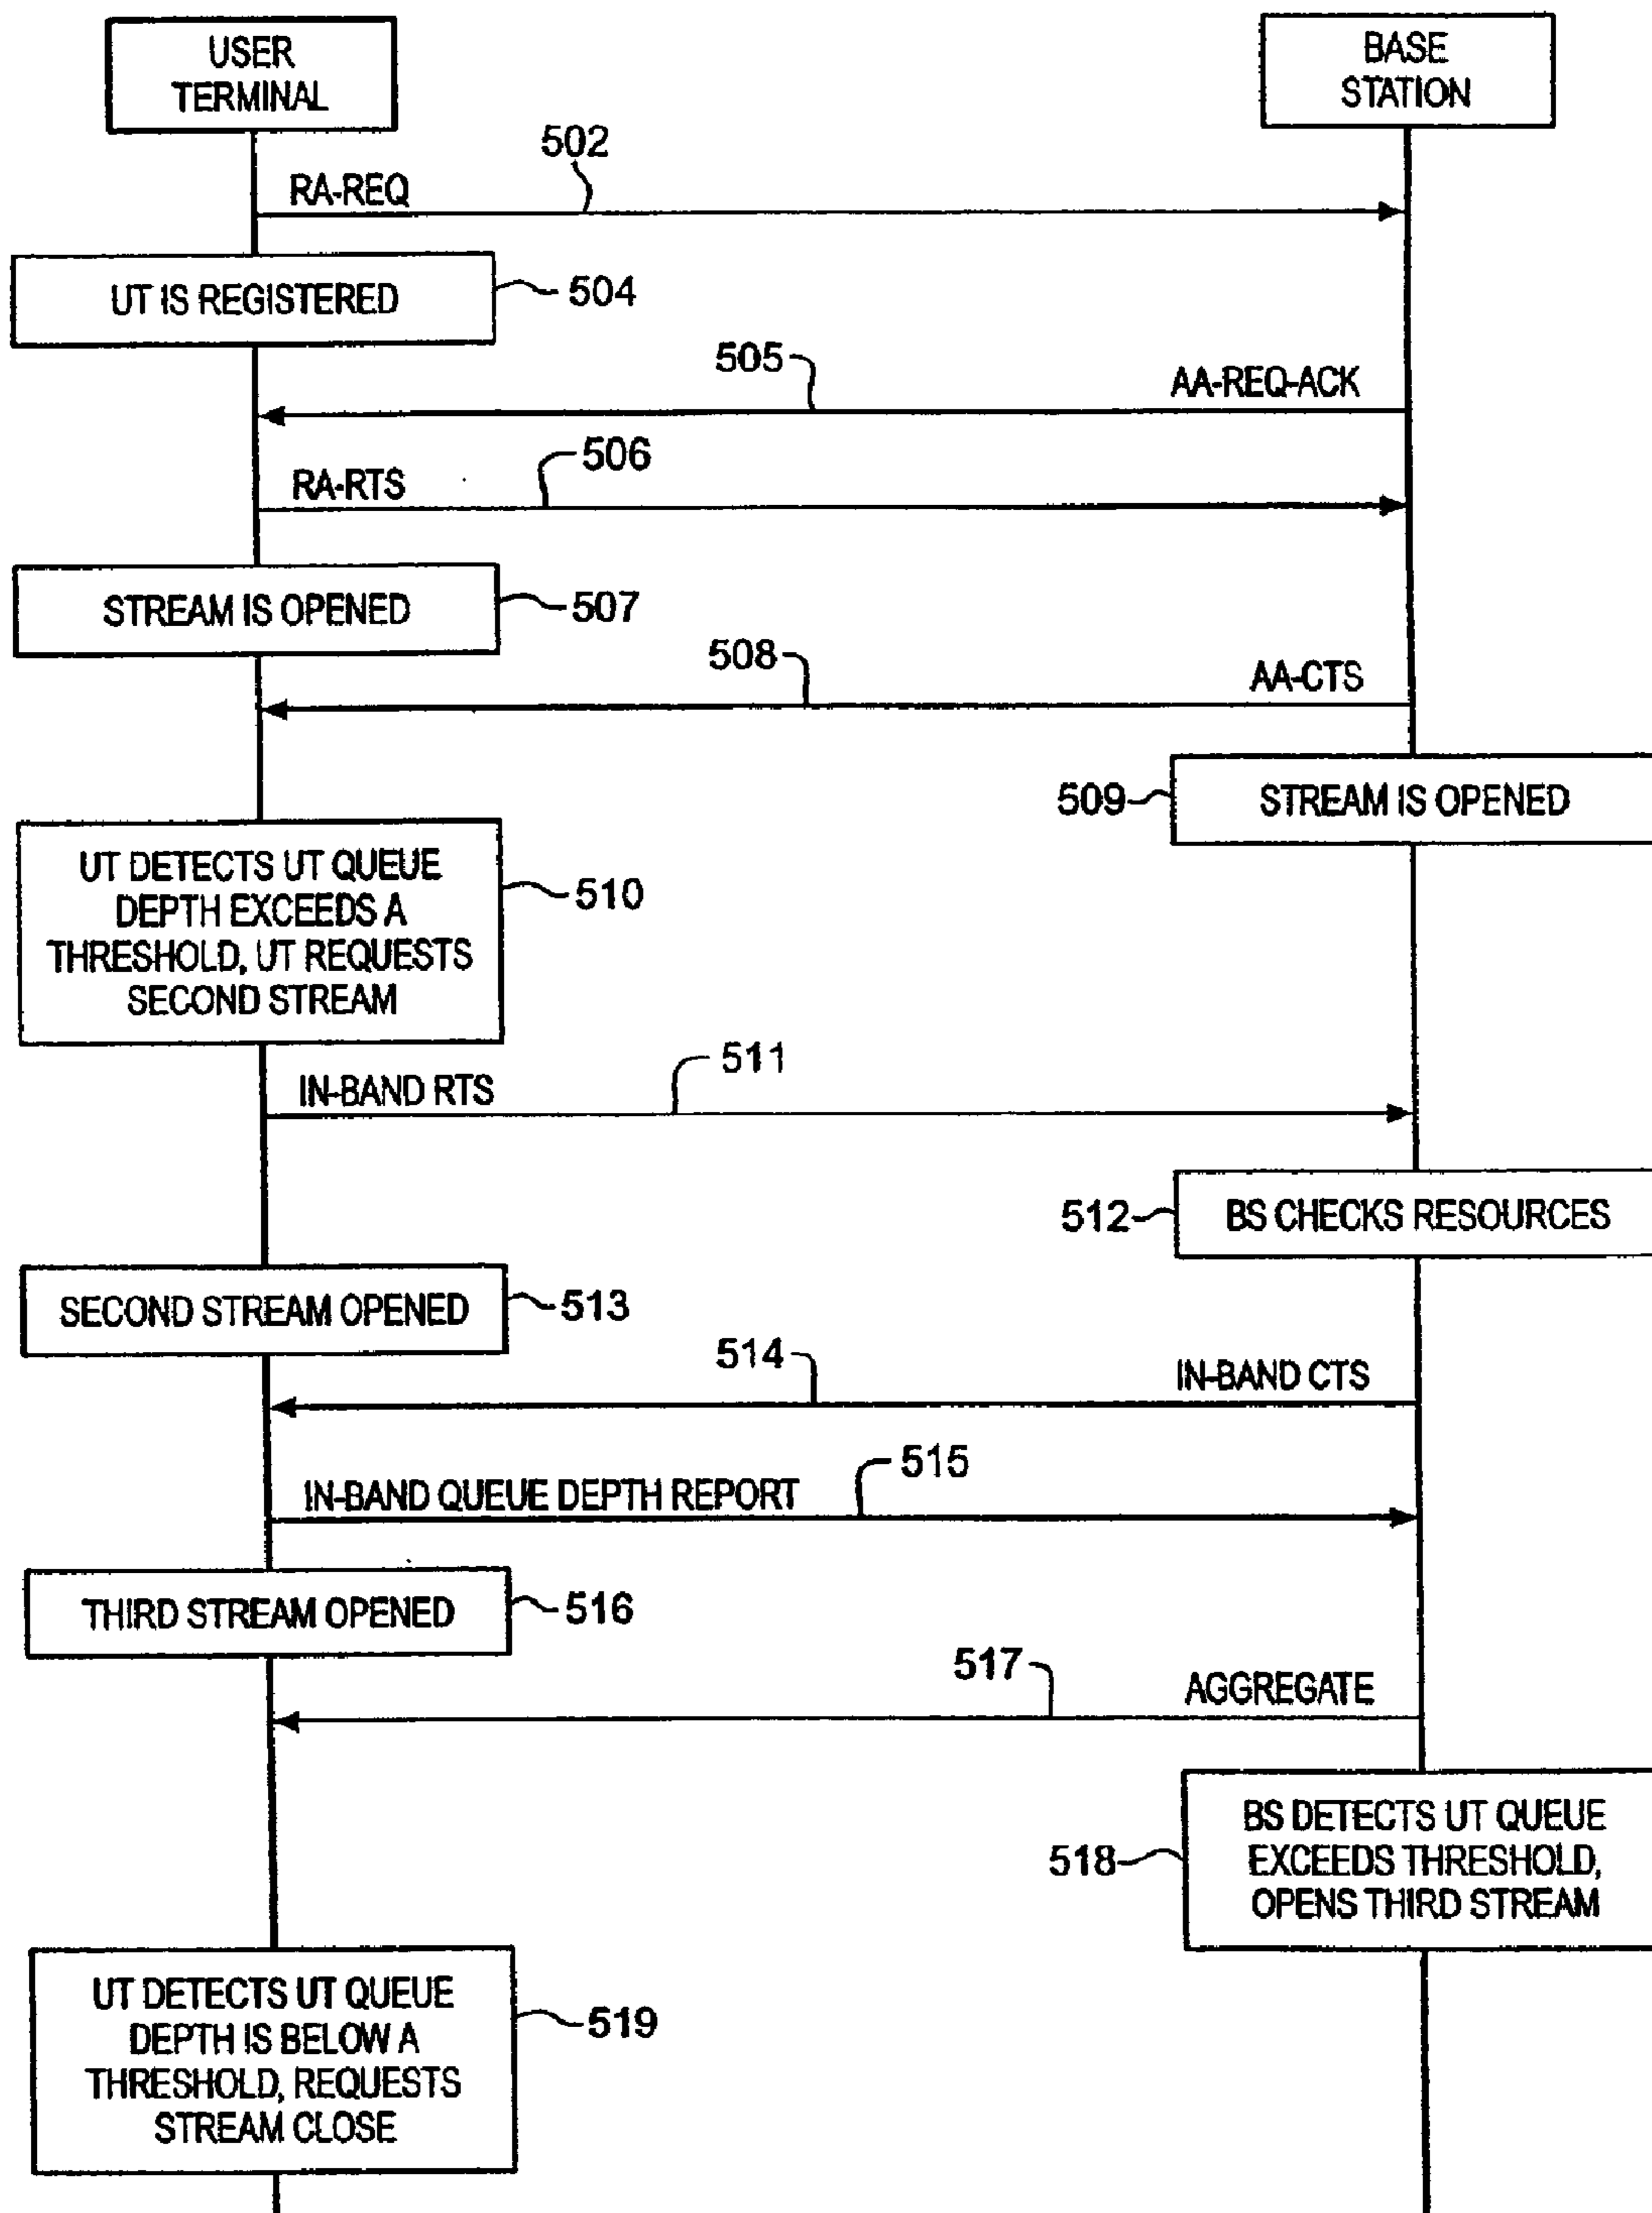 USER
TERMINAL
BASE
STATION
502
RA-REQ
UT IS REGISTERED
504
505
AA-REQ-ACK
506
RA-RTS
STREAM IS OPENED
507
508
AA-CTS
509
STREAM IS OPENED
UT DETECTS UT QUEUE
DEPTH EXCEEDS A
THRESHOLD, UT REQUESTS
SECOND STREAM
510
511
IN-BAND RTS
512
BS CHECKS RESOURCES
SECOND STREAM OPENED
513
514
IN-BAND CTS
515
IN-BAND QUEUE DEPTH REPORT
THIRD STREAM OPENED
516
517
AGGREGATE
518
BS DETECTS UT QUEUE
EXCEEDS THRESHOLD,
OPENS THIRD STREAM
UT DETECTS UT QUEUE
DEPTH IS BELOW A
THRESHOLD, REQUESTS
STREAM CLOSE
519